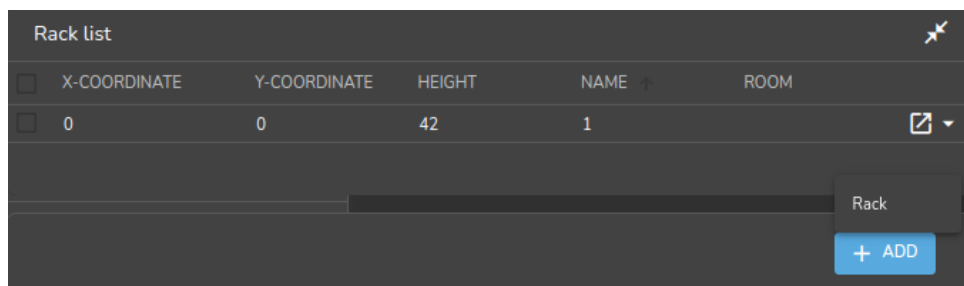 Rack list
X-COORDINATE Y-COORDINATE HEIGHT NAME ROOM
0 0 42 1
Rack
+ ADD